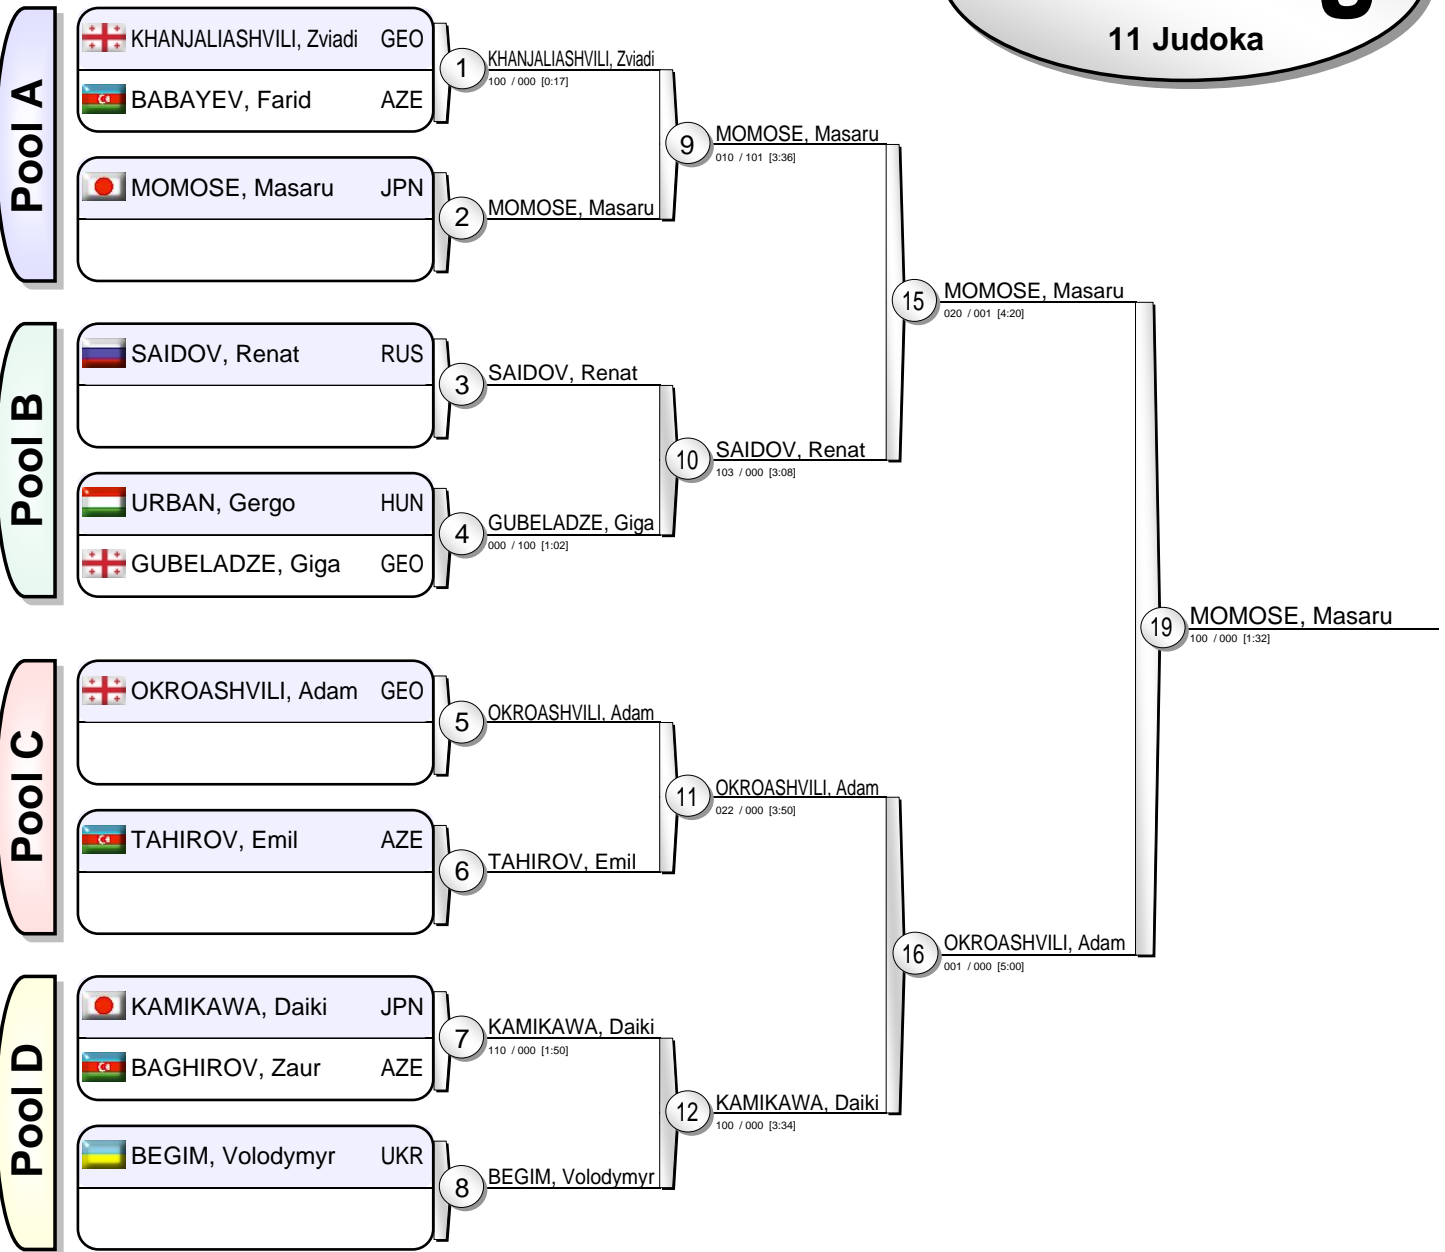 11 Judoka
Pool A
KHANJALIASHVILI, Zviadi GEO
BABAYEV, Farid AZE
MOMOSE, Masaru JPN
1
KHANJALIASHVILI, Zviadi
100 / 000 [0:17]
2
MOMOSE, Masaru
9
MOMOSE, Masaru
010 / 101 [3:36]
Pool B
SAIDOV, Renat RUS
URBAN, Gergo HUN
GUBELADZE, Giga GEO
3
SAIDOV, Renat
4
GUBELADZE, Giga
000 / 100 [1:02]
10
SAIDOV, Renat
103 / 000 [3:08]
15
MOMOSE, Masaru
020 / 001 [4:20]
Pool C
OKROASHVILI, Adam GEO
TAHIROV, Emil AZE
5
OKROASHVILI, Adam
6
TAHIROV, Emil
11
OKROASHVILI, Adam
022 / 000 [3:50]
Pool D
KAMIKAWA, Daiki JPN
BAGHIROV, Zaur AZE
BEGIM, Volodymyr UKR
7
KAMIKAWA, Daiki
110 / 000 [1:50]
8
BEGIM, Volodymyr
12
KAMIKAWA, Daiki
100 / 000 [3:34]
16
OKROASHVILI, Adam
001 / 000 [5:00]
19
MOMOSE, Masaru
100 / 000 [1:32]